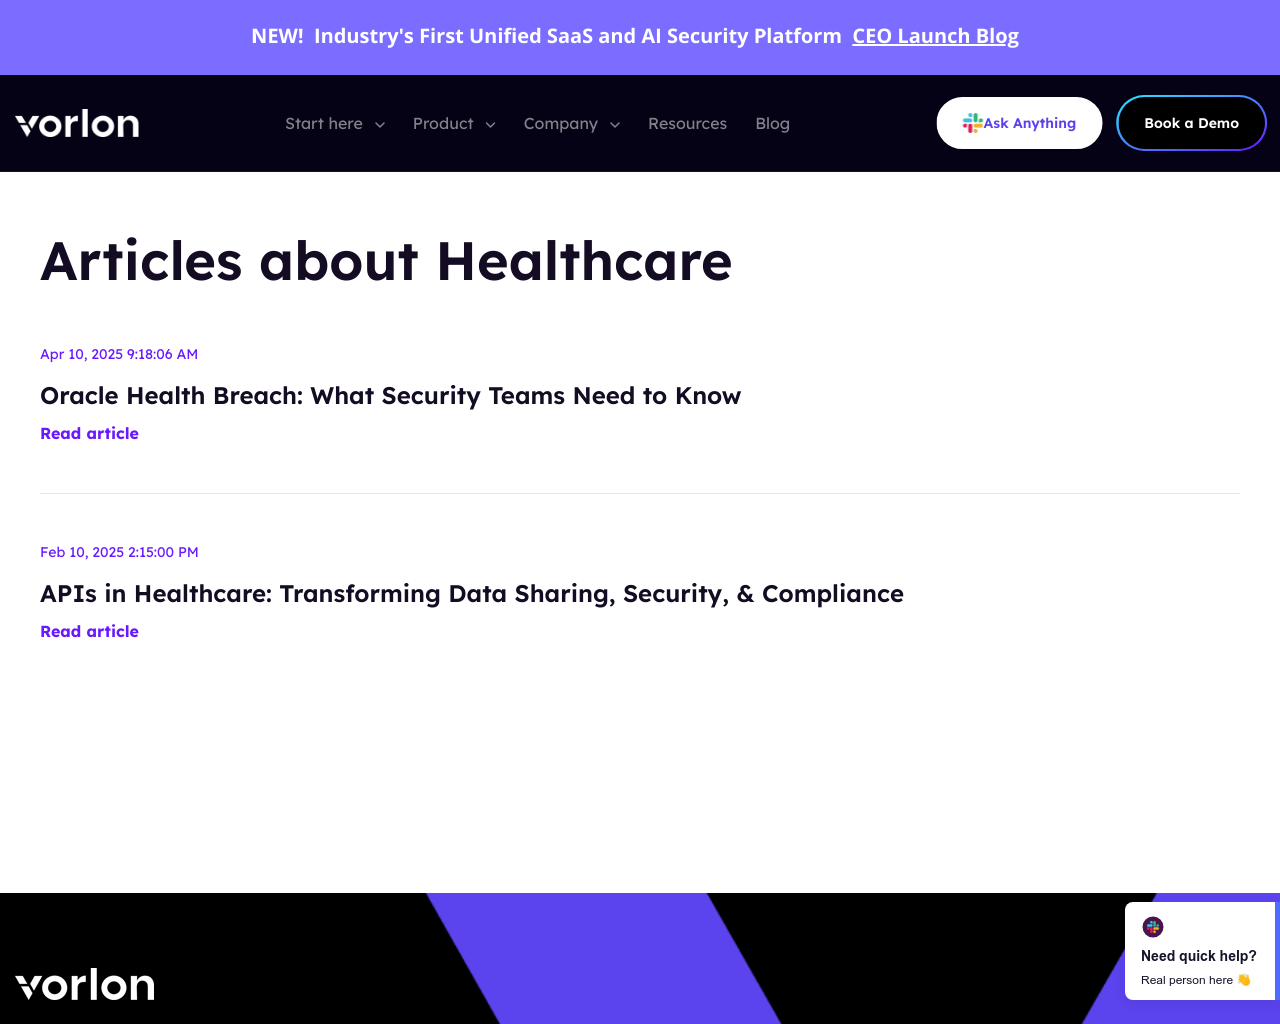 NEW! Industry's First Unified SaaS and AI Security Platform CEO Launch Blog
vorlon
Start here
Product
Company
Resources
Blog
Ask Anything
Book a Demo
Articles about Healthcare
Apr 10, 2025 9:18:06 AM
Oracle Health Breach: What Security Teams Need to Know
Read article
Feb 10, 2025 2:15:00 PM
APIs in Healthcare: Transforming Data Sharing, Security, & Compliance
Read article
vorlon
Need quick help?
Real person here 👋